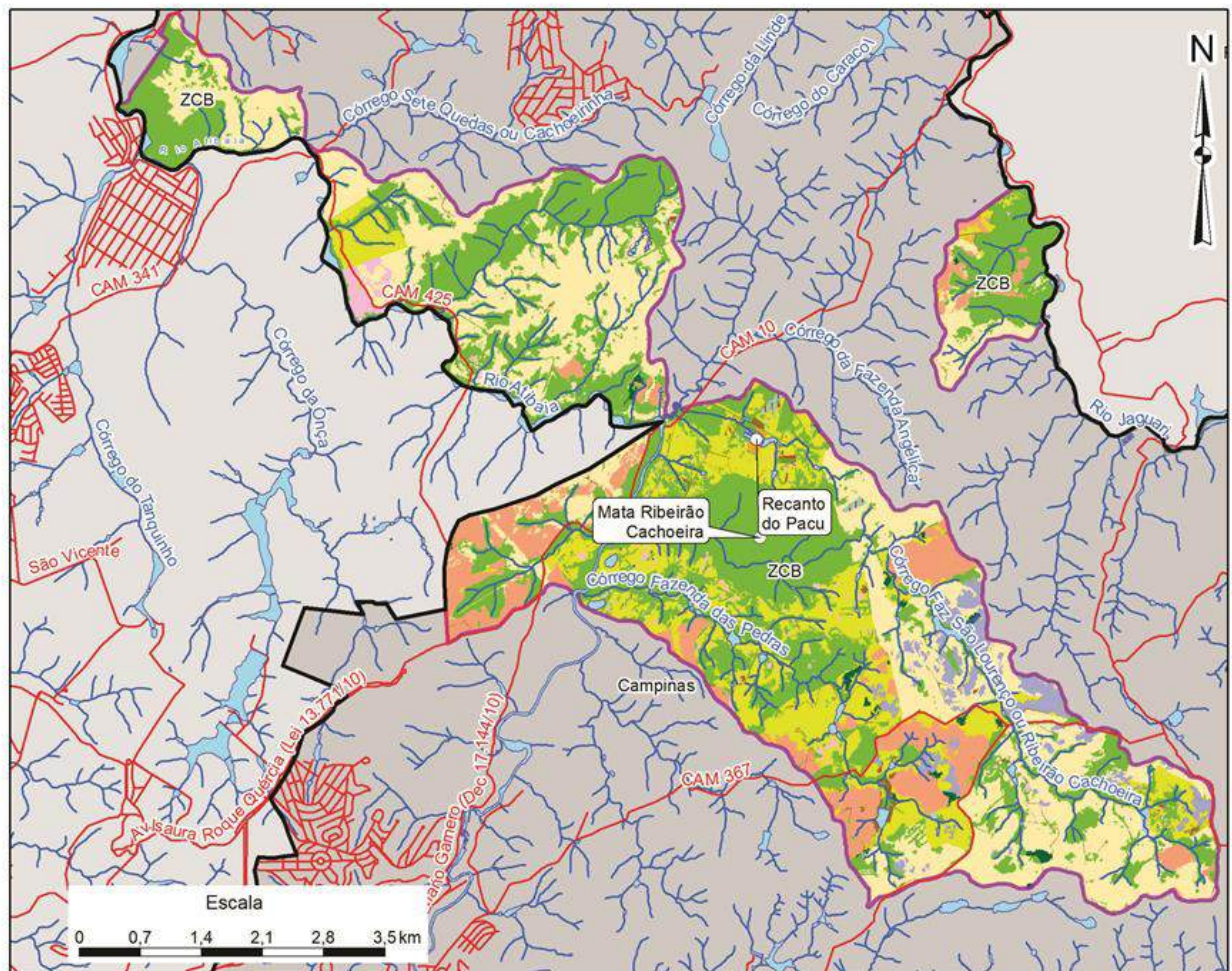 N
ZCB
Córrego Sete Quedas ou Cachoeirinha
Córrego da Linde
Córrego do Caracol
Rio Atibaia
CAM 341
CAM 425
ZCB
CAM 10
Córrego da Fazenda Angélica
Rio Atibaia
Rio Jaguari
Córrego da Onça
Córrego do Tanquinho
São Vicente
Mata Ribeirão
Cachoeira
Recanto
do Pacu
ZCB
Córrego Fazenda das Pedras
Córrego Faz São Lourenço ou Ribeirão Cachoeira
Campinas
CAM 367
Av Isaura Roque Quércia (Lei 13.771/10)
Mario Garnero (Dec 17-144/10)
Escala
0 0,7 1,4 2,1 2,8 3,5 km